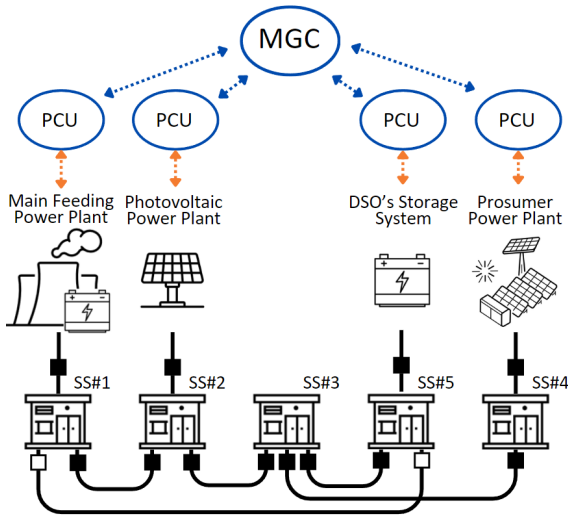 MGC
PCU
PCU
PCU
PCU
Main Feeding
Power Plant
Photovoltaic
Power Plant
DSO's Storage
System
Prosumer
Power Plant
SS#1
SS#2
SS#3
SS#5
SS#4